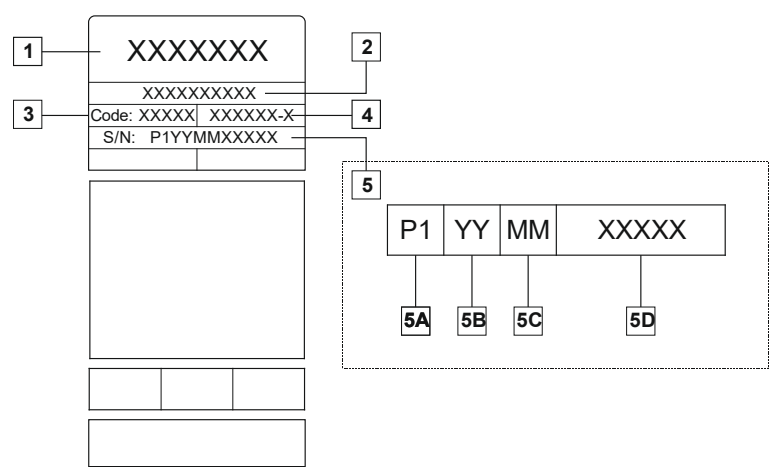 1 XXXXXXX 2
XXXXXXXXXX
3 Code: XXXXX XXXXXX-X 4
S/N: P1YYMMXXXXX
5
P1 YY MM XXXXX
5A 5B 5C 5D